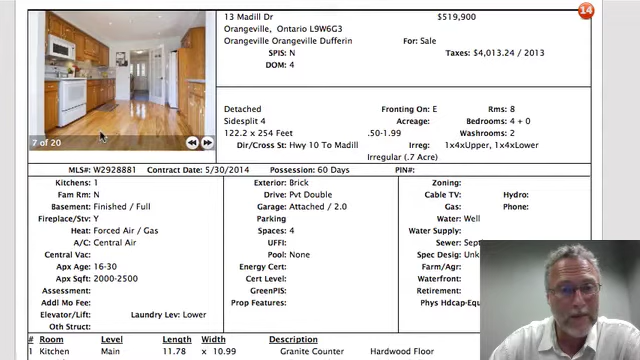 14
13 Madill Dr $519,900
Orangeville, Ontario L9W6G3
Orangeville Orangeville Dufferin For: Sale
SPIS: N Taxes: $4,013.24 / 2013
DOM: 4
7 of 20
Detached Fronting On: E Rms: 8
Sidesplit 4 Acreage: Bedrooms: 4 + 0
122.2 x 254 Feet .50-1.99 Washrooms: 2
Dir/Cross St: Hwy 10 To Madill Irreg: 1x4xUpper, 1x4xLower
Irregular (.7 Acre)
MLS#: W2928881 Contract Date: 5/30/2014 Possession: 60 Days PIN#:
Kitchens: 1 Exterior: Brick Zoning:
Fam Rm: N Drive: Pvt Double Cable TV: Hydro:
Basement: Finished / Full Garage: Attached / 2.0 Gas: Phone:
Fireplace/Stv: Y Parking Water: Well
Heat: Forced Air / Gas Spaces: 4 Water Supply:
A/C: Central Air UFFI: Sewer: Sept
Central Vac: Pool: None Spec Desig: Unk
Apx Age: 16-30 Energy Cert: Farm/Agr:
Apx Sqft: 2000-2500 Cert Level: Waterfront:
Assessment: GreenPIS: Retirement:
Addl Mo Fee: Prop Features: Phys Hdcap-Equ
Elevator/Lift: Laundry Lev: Lower
Oth Struct:
# Room Level Length Width Description
1 Kitchen Main 11.78 x 10.99 Granite Counter Hardwood Floor